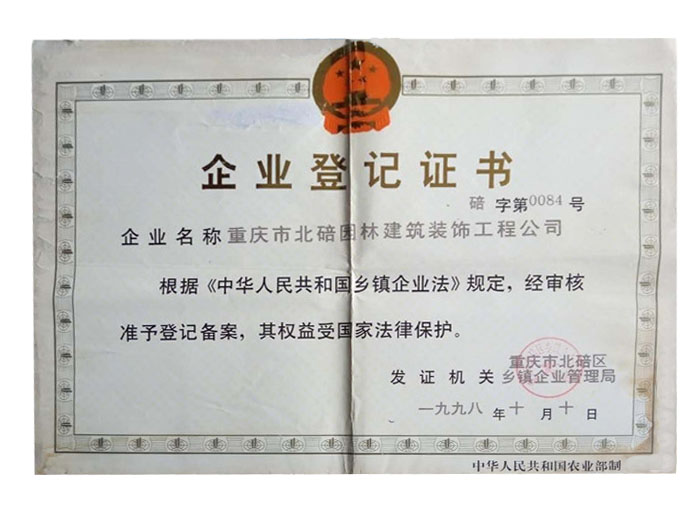 企业登记证书
碚 字第0084号
企业名称 重庆市北碚园林建筑装饰工程公司
根据《中华人民共和国乡镇企业法》规定，经审核
准予登记备案，其权益受国家法律保护。
重庆市北碚区
发证机关 乡镇企业管理局
一九九八 年 十 月 十 日
中华人民共和国农业部制